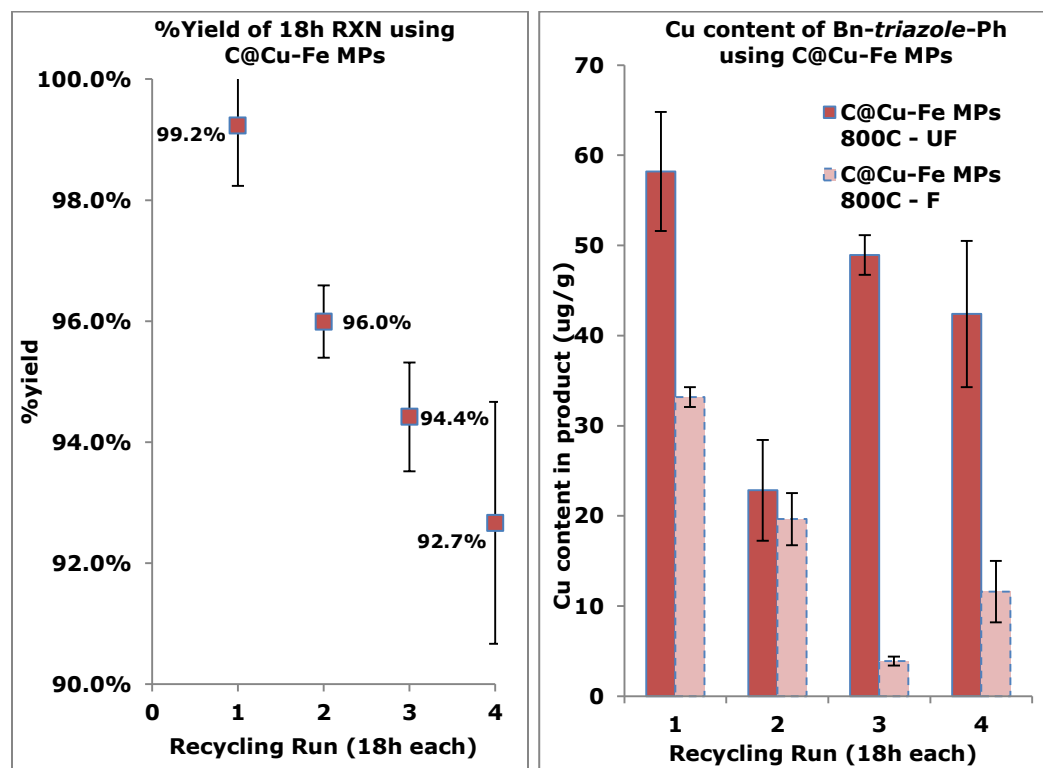 %Yield of 18h RXN using
C@Cu-Fe MPs
100.0%
98.0%
96.0%
94.0%
92.0%
90.0%
%yield
99.2%
96.0%
94.4%
92.7%
0
1
2
3
4
Recycling Run (18h each)
Cu content of Bn-triazole-Ph
using C@Cu-Fe MPs
70
60
50
40
30
20
10
0
Cu content in product (ug/g)
C@Cu-Fe MPs
800C - UF
C@Cu-Fe MPs
800C - F
1
2
3
4
Recycling Run (18h each)